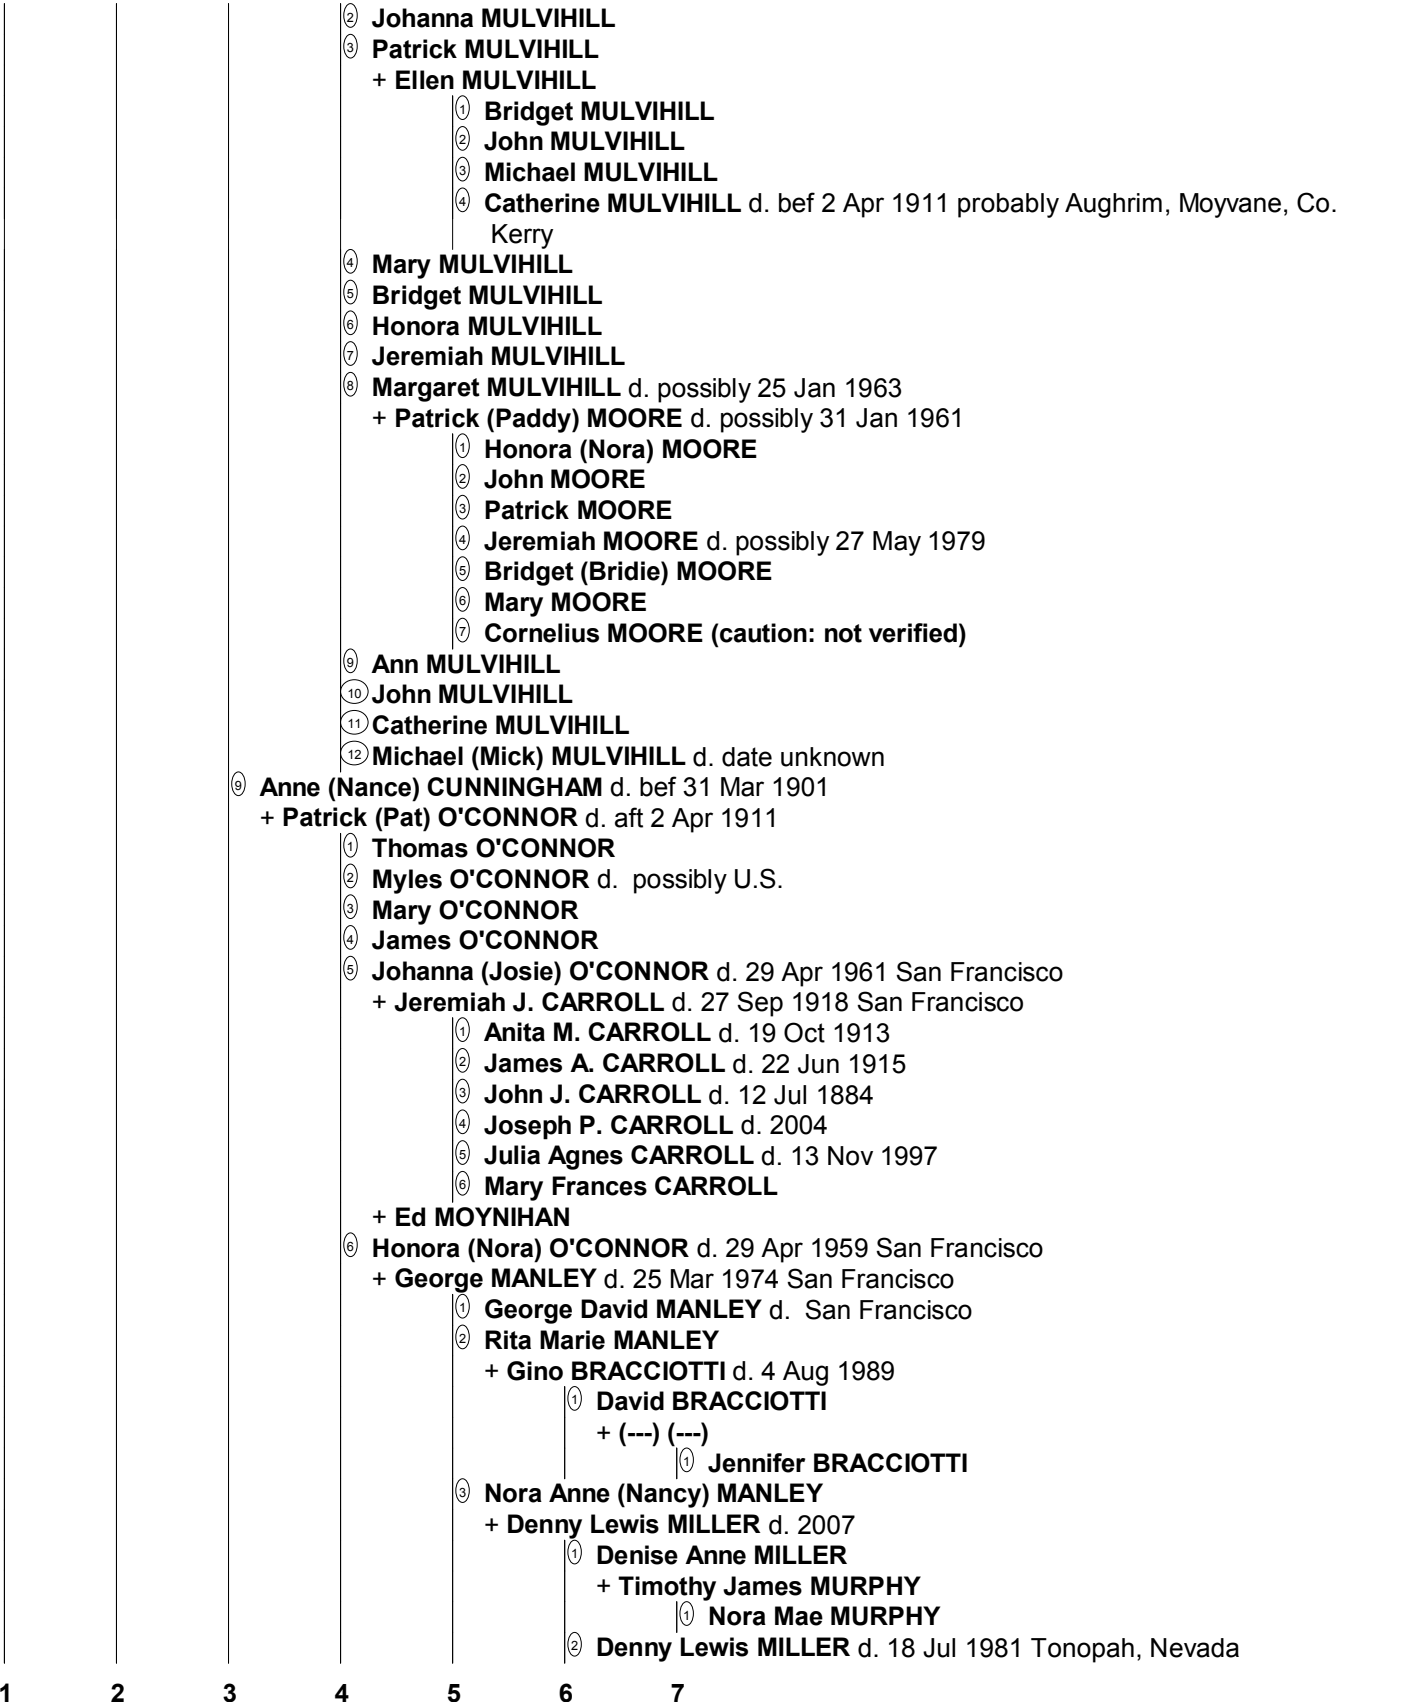 ② Johanna MULVIHILL
③ Patrick MULVIHILL
+ Ellen MULVIHILL
① Bridget MULVIHILL
② John MULVIHILL
③ Michael MULVIHILL
④ Catherine MULVIHILL d. bef 2 Apr 1911 probably Aughrim, Moyvane, Co.
Kerry
④ Mary MULVIHILL
⑤ Bridget MULVIHILL
⑥ Honora MULVIHILL
⑦ Jeremiah MULVIHILL
⑧ Margaret MULVIHILL d. possibly 25 Jan 1963
+ Patrick (Paddy) MOORE d. possibly 31 Jan 1961
① Honora (Nora) MOORE
② John MOORE
③ Patrick MOORE
④ Jeremiah MOORE d. possibly 27 May 1979
⑤ Bridget (Bridie) MOORE
⑥ Mary MOORE
⑦ Cornelius MOORE (caution: not verified)
⑨ Ann MULVIHILL
⑩ John MULVIHILL
⑪ Catherine MULVIHILL
⑫ Michael (Mick) MULVIHILL d. date unknown
⑨ Anne (Nance) CUNNINGHAM d. bef 31 Mar 1901
+ Patrick (Pat) O'CONNOR d. aft 2 Apr 1911
① Thomas O'CONNOR
② Myles O'CONNOR d. possibly U.S.
③ Mary O'CONNOR
④ James O'CONNOR
⑤ Johanna (Josie) O'CONNOR d. 29 Apr 1961 San Francisco
+ Jeremiah J. CARROLL d. 27 Sep 1918 San Francisco
① Anita M. CARROLL d. 19 Oct 1913
② James A. CARROLL d. 22 Jun 1915
③ John J. CARROLL d. 12 Jul 1884
④ Joseph P. CARROLL d. 2004
⑤ Julia Agnes CARROLL d. 13 Nov 1997
⑥ Mary Frances CARROLL
+ Ed MOYNIHAN
⑥ Honora (Nora) O'CONNOR d. 29 Apr 1959 San Francisco
+ George MANLEY d. 25 Mar 1974 San Francisco
① George David MANLEY d. San Francisco
② Rita Marie MANLEY
+ Gino BRACCIOTTI d. 4 Aug 1989
① David BRACCIOTTI
+ (---) (---)
① Jennifer BRACCIOTTI
③ Nora Anne (Nancy) MANLEY
+ Denny Lewis MILLER d. 2007
① Denise Anne MILLER
+ Timothy James MURPHY
① Nora Mae MURPHY
② Denny Lewis MILLER d. 18 Jul 1981 Tonopah, Nevada
1 2 3 4 5 6 7